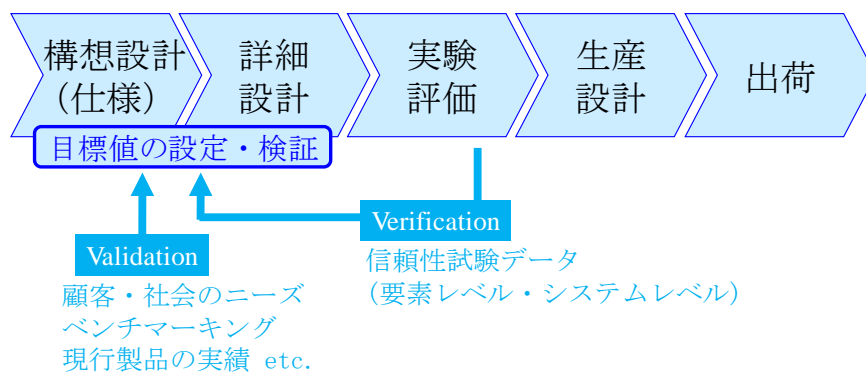 構想設計
(仕様)
詳細
設計
実験
評価
生産
設計
出荷
目標値の設定・検証
Verification
Validation
信頼性試験データ
(要素レベル・システムレベル)
顧客・社会のニーズ
ベンチマーキング
現行製品の実績 etc.